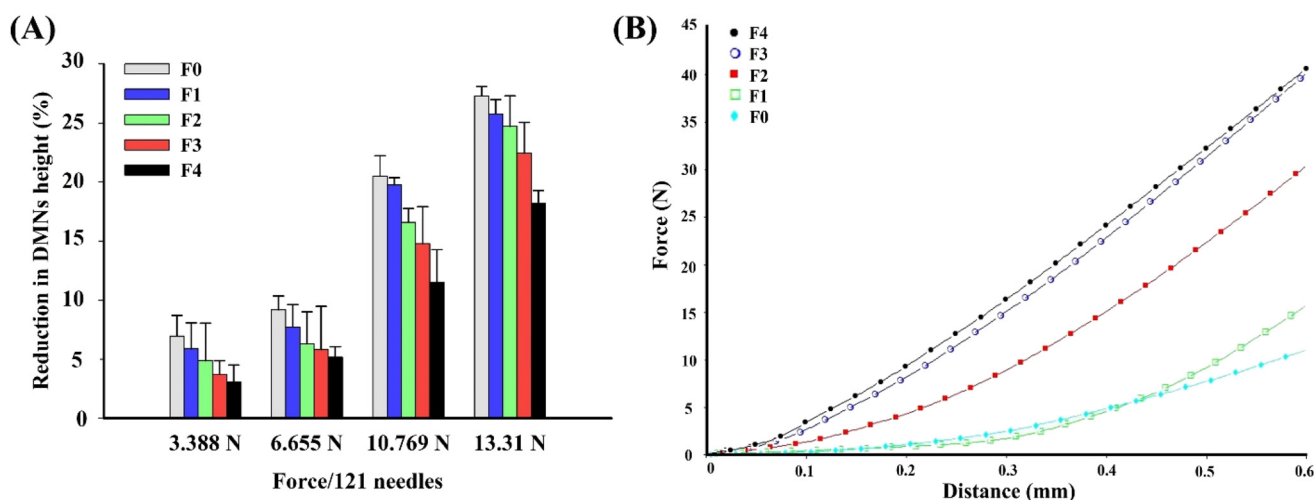 (A)
Reduction in DMNs height (%)
30
25
20
15
10
5
0
F0
F1
F2
F3
F4
3.388 N
6.655 N
10.769 N
13.31 N
Force/121 needles
(B)
Force (N)
45
40
35
30
25
20
15
10
5
0
F4
F3
F2
F1
F0
0
0.1
0.2
0.3
0.4
0.5
0.6
Distance (mm)